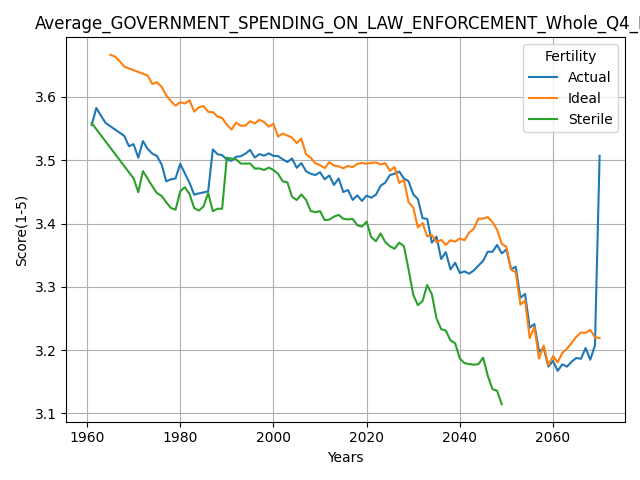 Average_GOVERNMENT_SPENDING_ON_LAW_ENFORCEMENT_Whole_Q4_
Fertility
Actual
Ideal
Sterile
Score(1-5)
3.6
3.5
3.4
3.3
3.2
3.1
1960 1980 2000 2020 2040 2060
Years